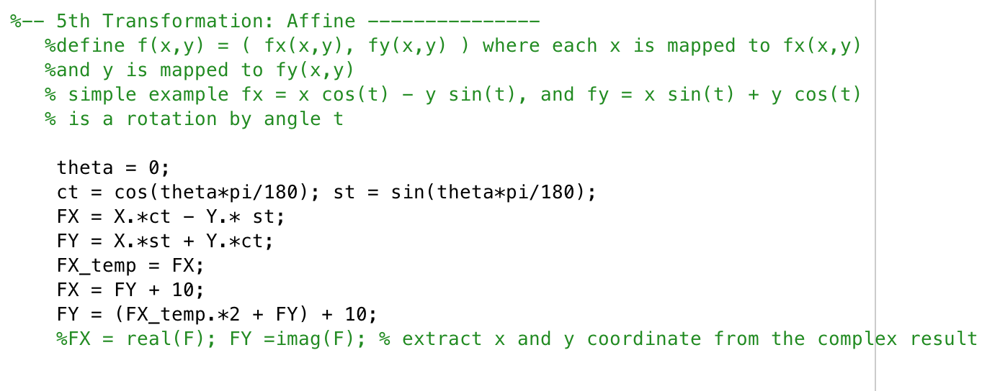 %-- 5th Transformation: Affine ---------------
%define f(x,y) = ( fx(x,y), fy(x,y) ) where each x is mapped to fx(x,y)
%and y is mapped to fy(x,y)
% simple example fx = x cos(t) - y sin(t), and fy = x sin(t) + y cos(t)
% is a rotation by angle t
theta = 0;
ct = cos(theta*pi/180); st = sin(theta*pi/180);
FX = X.*ct - Y.* st;
FY = X.*st + Y.*ct;
FX_temp = FX;
FX = FY + 10;
FY = (FX_temp.*2 + FY) + 10;
%FX = real(F); FY =imag(F); % extract x and y coordinate from the complex result